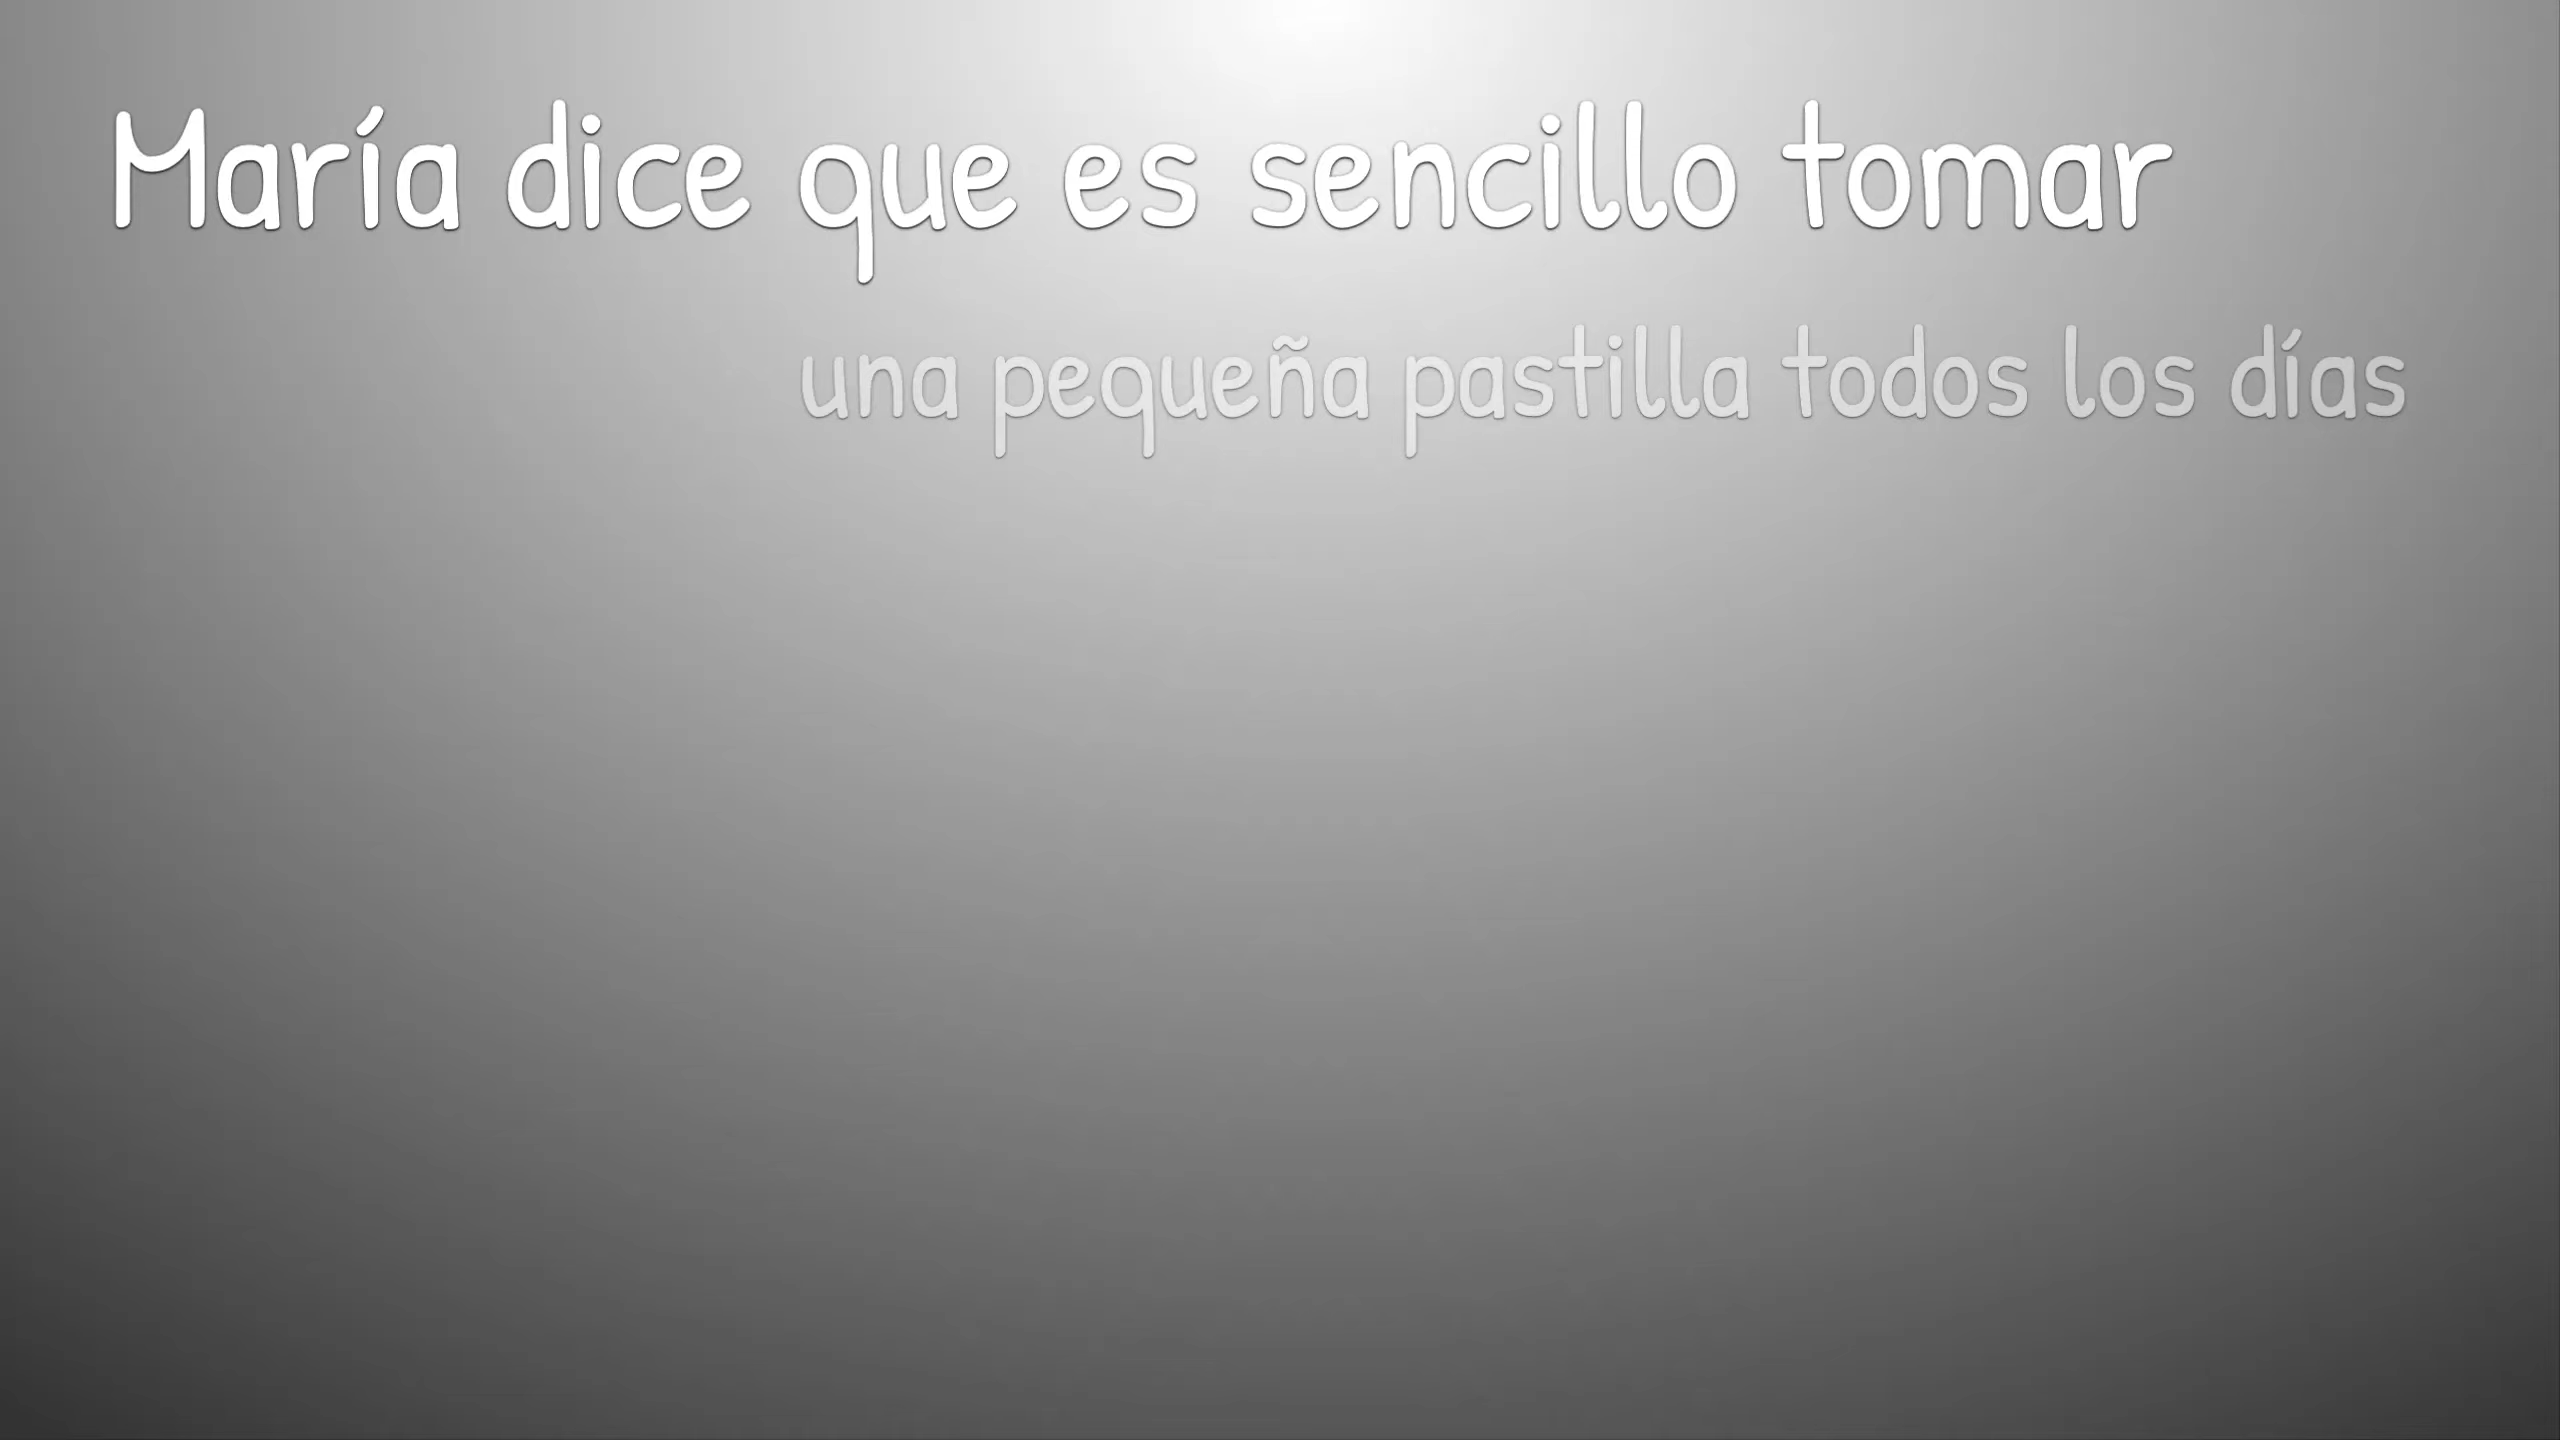 María dice que es sencillo tomar
una pequeña pastilla todos los días